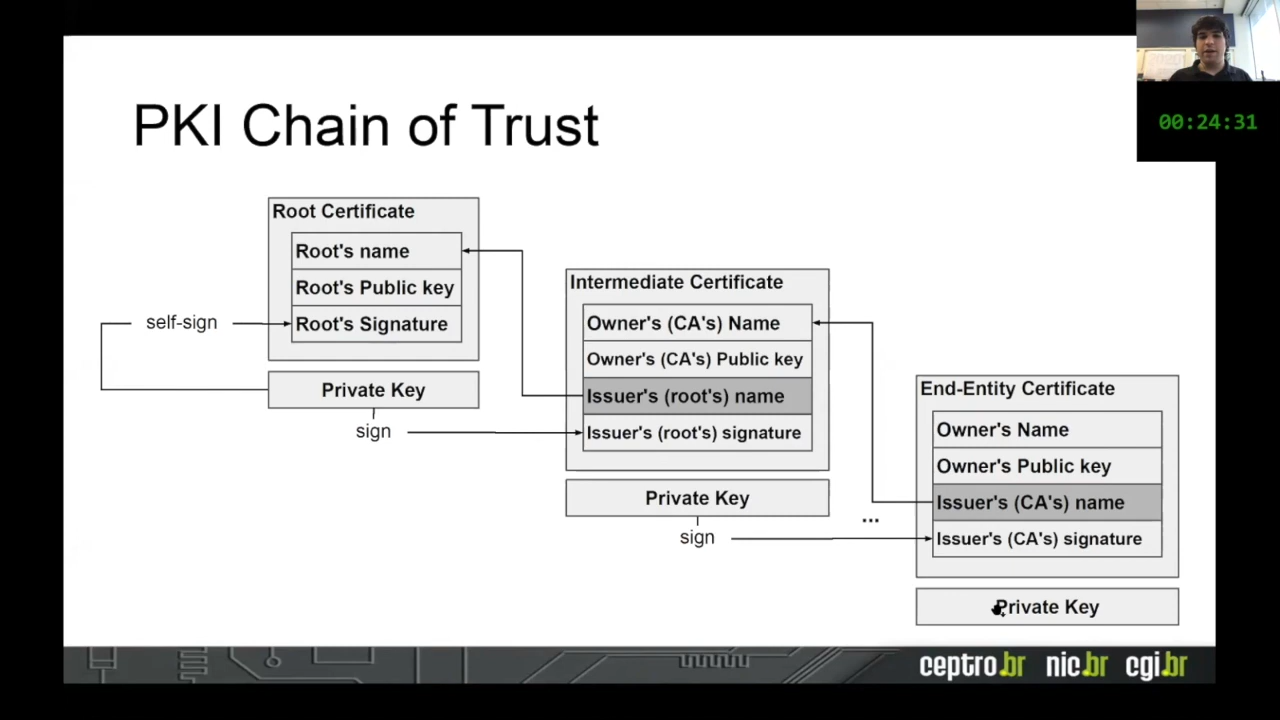 00:24:31
PKI Chain of Trust
Root Certificate
Root's name
Root's Public key
Root's Signature
self-sign
Private Key
sign
Intermediate Certificate
Owner's (CA's) Name
Owner's (CA's) Public key
Issuer's (root's) name
Issuer's (root's) signature
Private Key
sign
...
End-Entity Certificate
Owner's Name
Owner's Public key
Issuer's (CA's) name
Issuer's (CA's) signature
Private Key
ceptro.br nic.br cgi.br